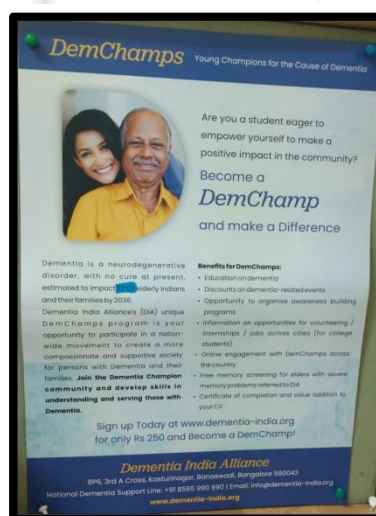 DemChamps Young Champions for the Cause of Dementia
Are you a student eager to
empower yourself to make a
positive impact in the community?
Become a
DemChamp
and make a Difference
Dementia is a neurodegenerative
disorder, with no cure at present,
estimated to impact elderly Indians
and their families by 2036.
Dementia India Alliance's (DIA) unique
DemChamps program is your
opportunity to participate in a nation-
wide movement to create a more
compassionate and supportive society
for persons with Dementia and their
families. Join the Dementia Champion
community and develop skills in
understanding and serving those with
Dementia.
Benefits for DemChamps:
• Education on dementia
• Discounts on dementia-related events
• Opportunity to organise awareness building
programs
• Information on opportunities for volunteering /
internships / jobs across cities (for college
students)
• Online engagement with DemChamps across
the country
• Free memory screening for elders with severe
memory problems referred to DIA
• Certificate of completion and value addition to
your CV
Sign up Today at www.dementia-india.org
for only Rs 250 and Become a DemChamp!
Dementia India Alliance
BP6, 3rd A Cross, Kasturinagar, Banaswadi, Bangalore 560043
National Dementia Support Line: +91 8585 990 990 | Email: info@dementia-india.org
www.dementia-india.org